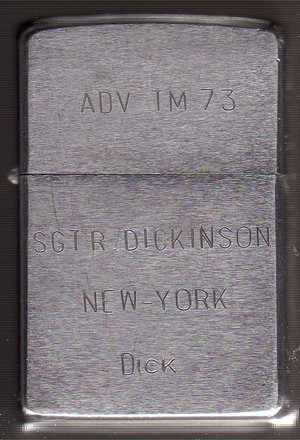 ADV TM 73
SGT R. DICKINSON
NEW-YORK
Dick